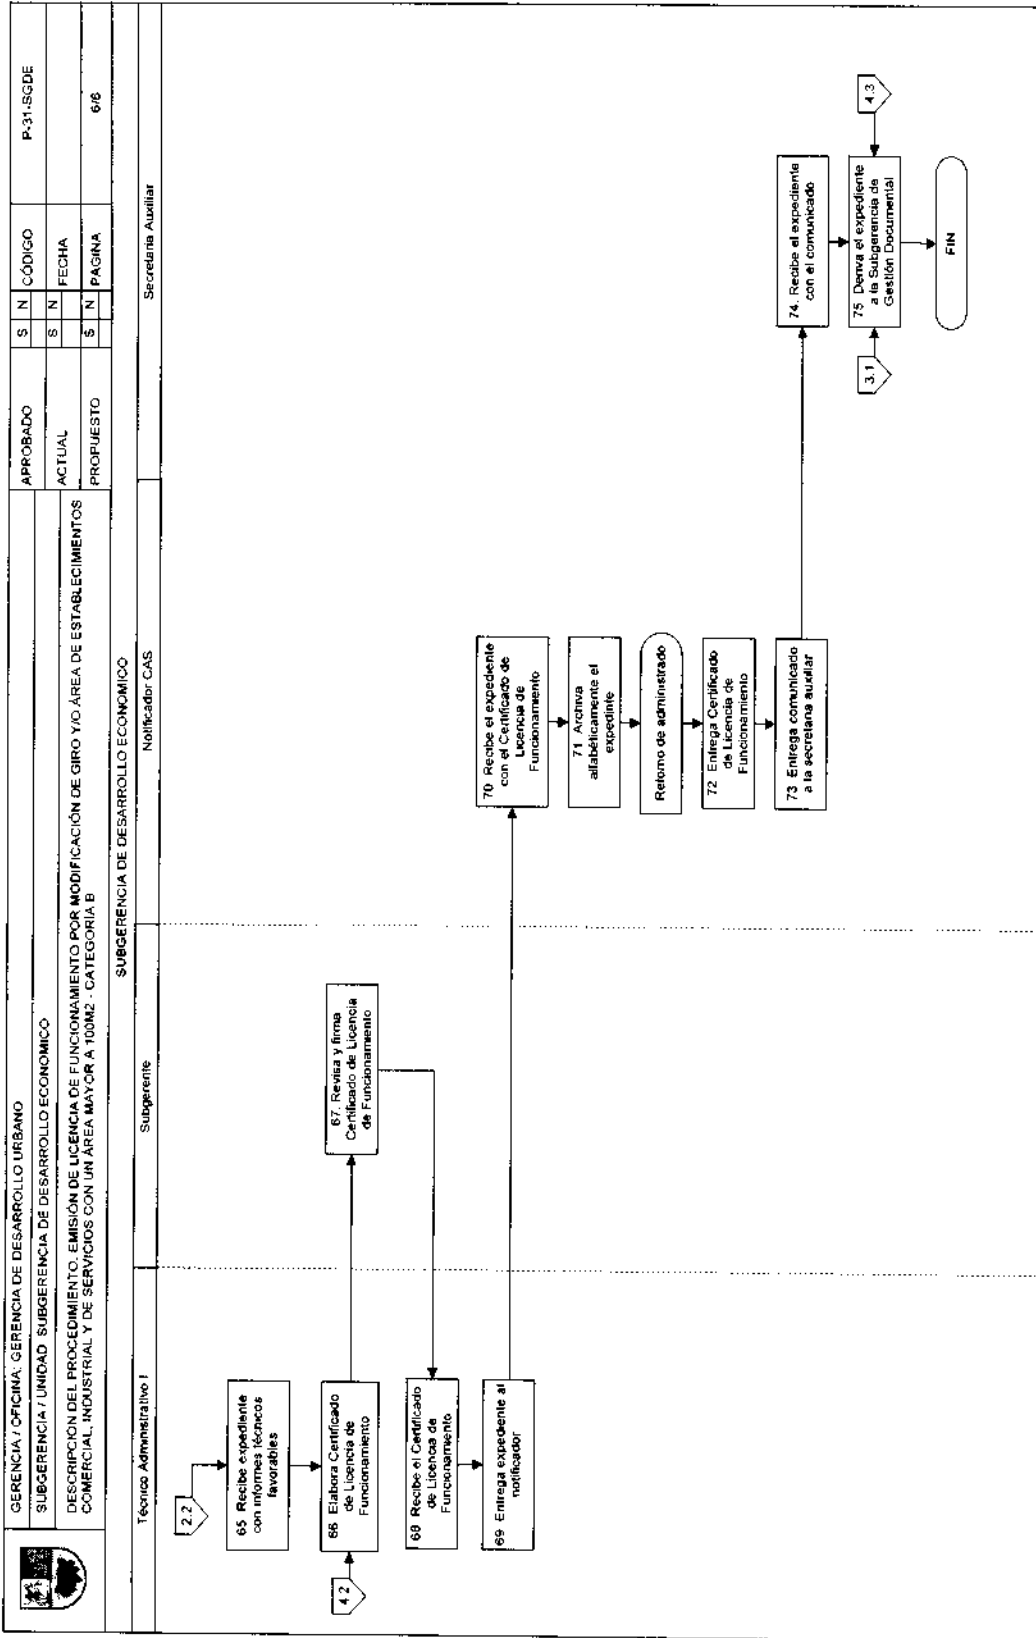 GERENCIA / OFICINA: GERENCIA DE DESARROLLO URBANO
SUBGERENCIA / UNIDAD SUBGERENCIA DE DESARROLLO ECONOMICO
DESCRIPCIÓN DEL PROCEDIMIENTO. EMISIÓN DE LICENCIA DE FUNCIONAMIENTO POR MODIFICACIÓN DE GIRO Y/O ÁREA DE ESTABLECIMIENTOS
COMERCIAL, INDUSTRIAL Y DE SERVICIOS CON UN ÁREA MAYOR A 100M2 - CATEGORIA B
APROBADO
S
N
CÓDIGO
P-31-SGDE
ACTUAL
S
N
FECHA
PROPUESTO
S
N
PAGINA
6/6
SUBGERENCIA DE DESARROLLO ECONOMICO
Técnico Administrativo I
Subgerente
Notificador CAS
Secretaria Auxiliar
2.2
65 Recibe expediente
con informes técnicos
favorables
4 2
66 Elabora Certificado
de Licencia de
Funcionamiento
67. Revisa y firma
Certificado de Licencia
de Funcionamiento
68 Recibe el Certificado
de Licencia de
Funcionamiento
69 Entrega expediente al
notificador
70 Recibe el expediente
con el Certificado de
Licencia de
Funcionamiento
71 Archiva
alfabéticamente el
expedinte
Retorno de administrado
72 Entrega Certificado
de Licencia de
Funcionamiento
73 Entrega comunicado
a la secretaria auxiliar
74. Recibe el expediente
con el comunicado
3.1
75 Deriva el expediente
a la Subgerencia de
Gestión Documental
4.3
FIN